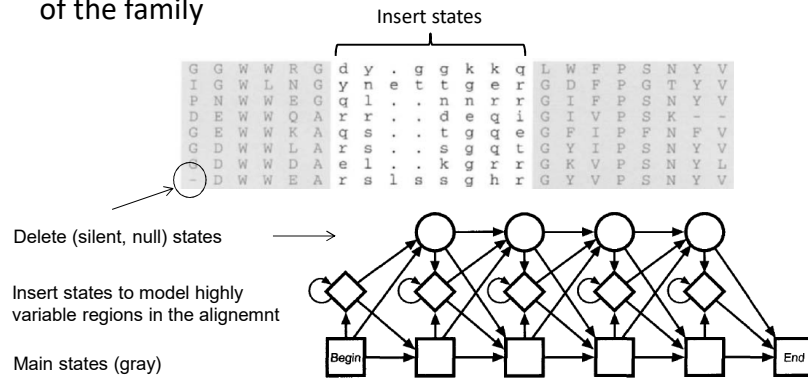 of the family
Insert states
G G W W R G d y . g g k k q L W F P S N Y V
I G W L N G y n e t t g e r G D F P G T Y V
P N W W E G q l . . n n r r G I F P S N Y V
D E W W Q A r r . . d e q i G I V P S K - -
G E W W K A q s . . t g q e G F I P F N F V
G D W W L A r s . . s g q t G Y I P S N Y V
G D W W D A e l . . k g r r G K V P S N Y L
- D W W E A r s l s s g h r G Y V P S N Y V
Delete (silent, null) states
Insert states to model highly
variable regions in the alignemnt
Main states (gray)
Begin
End